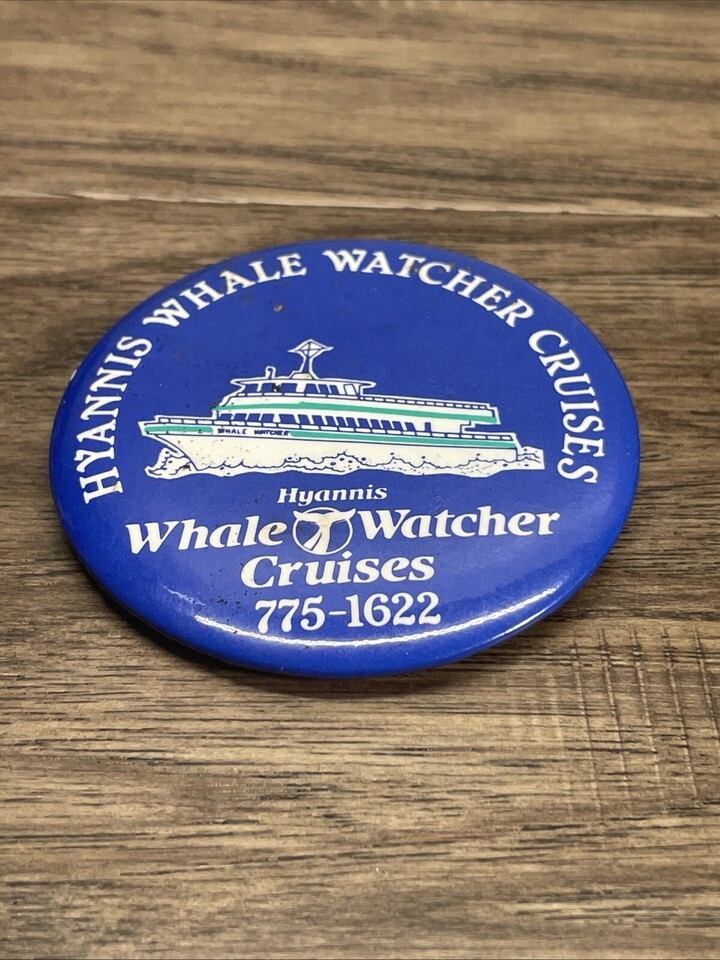 HYANNIS WHALE WATCHER CRUISES
WHALE WATCHER
Hyannis
Whale Watcher
Cruises
775-1622